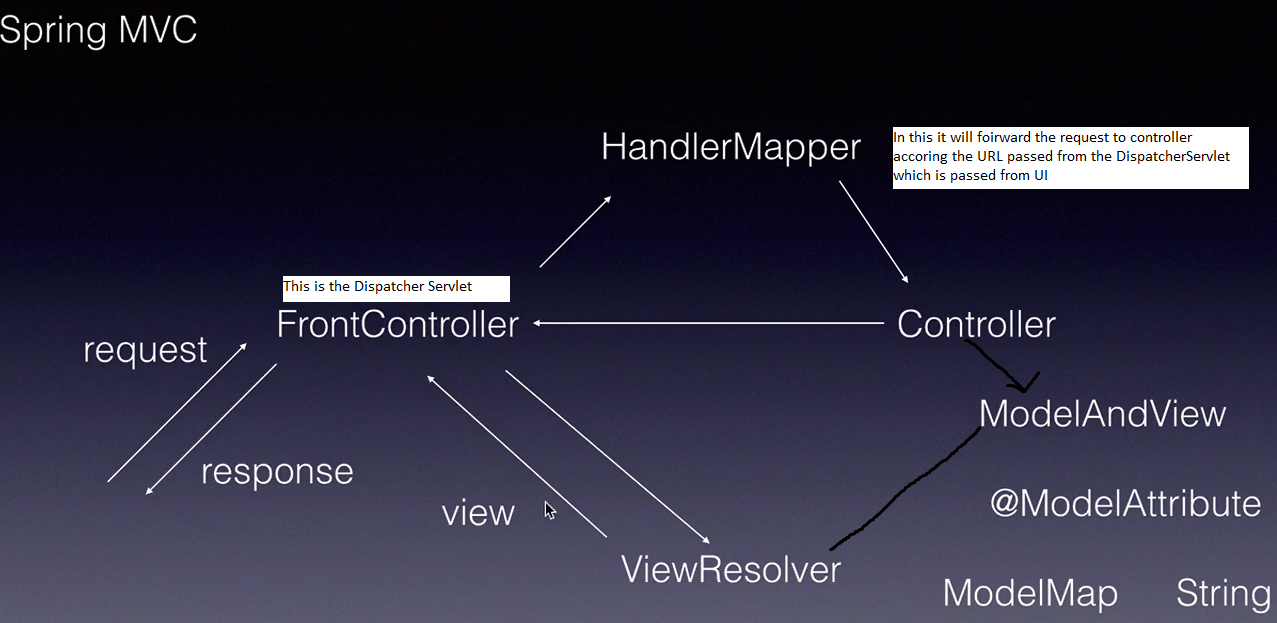 Spring MVC
HandlerMapper
In this it will foirward the request to controller
accoring the URL passed from the DispatcherServlet
which is passed from UI
This is the Dispatcher Servlet
FrontController
Controller
request
ModelAndView
response
@ModelAttribute
view
ViewResolver
ModelMap String